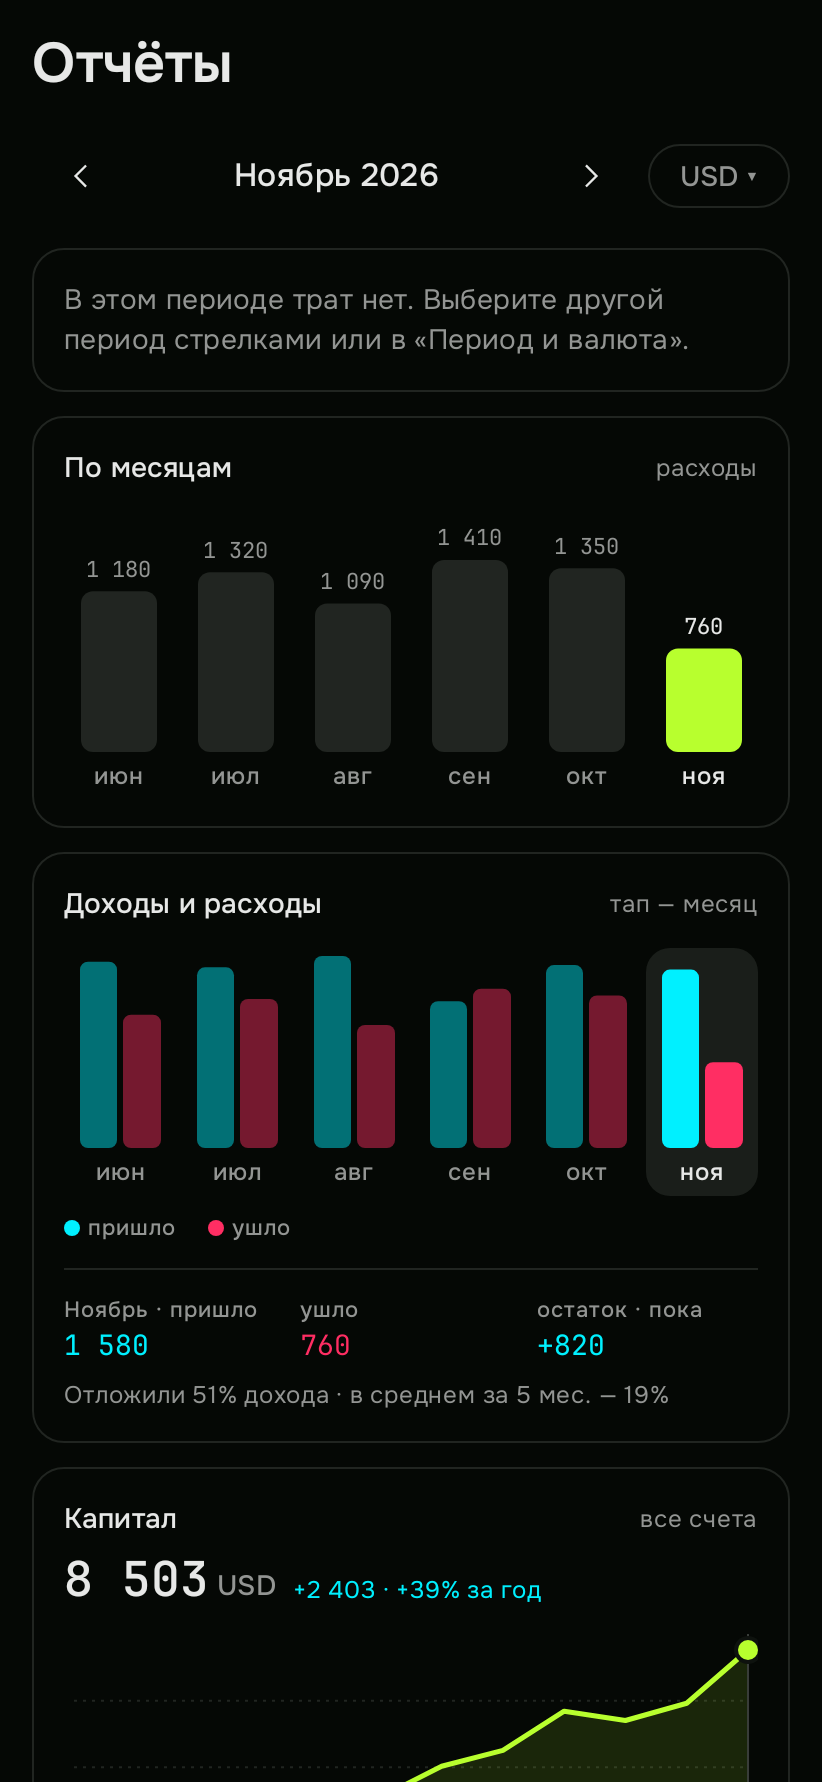 Отчёты
Ноябрь 2026
USD ▾
В этом периоде трат нет. Выберите другой
период стрелками или в «Период и валюта».
По месяцам
расходы
1 180
1 320
1 090
1 410
1 350
760
июн
июл
авг
сен
окт
ноя
Доходы и расходы
тап — месяц
июн
июл
авг
сен
окт
ноя
пришло
ушло
Ноябрь · пришло
ушло
остаток · пока
1 580
760
+820
Отложили 51% дохода · в среднем за 5 мес. — 19%
Капитал
все счета
8 503 USD +2 403 · +39% за год